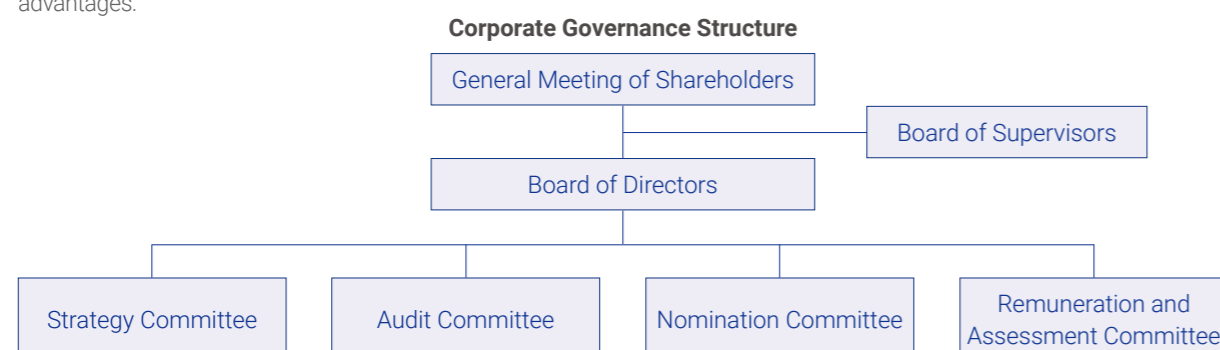 advantages.
Corporate Governance Structure
General Meeting of Shareholders
Board of Supervisors
Board of Directors
Strategy Committee
Audit Committee
Nomination Committee
Remuneration and
Assessment Committee